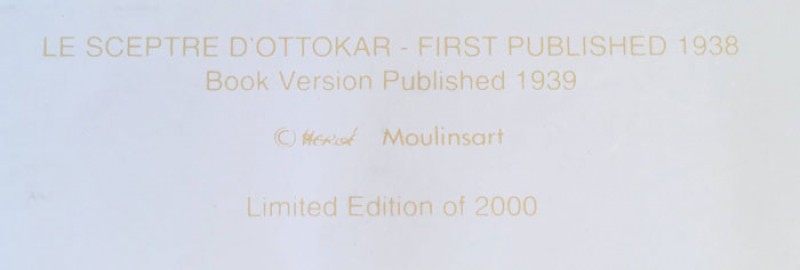 LE SCEPTRE D'OTTOKAR - FIRST PUBLISHED 1938
Book Version Published 1939
© HERGÉ Moulinsart
Limited Edition of 2000